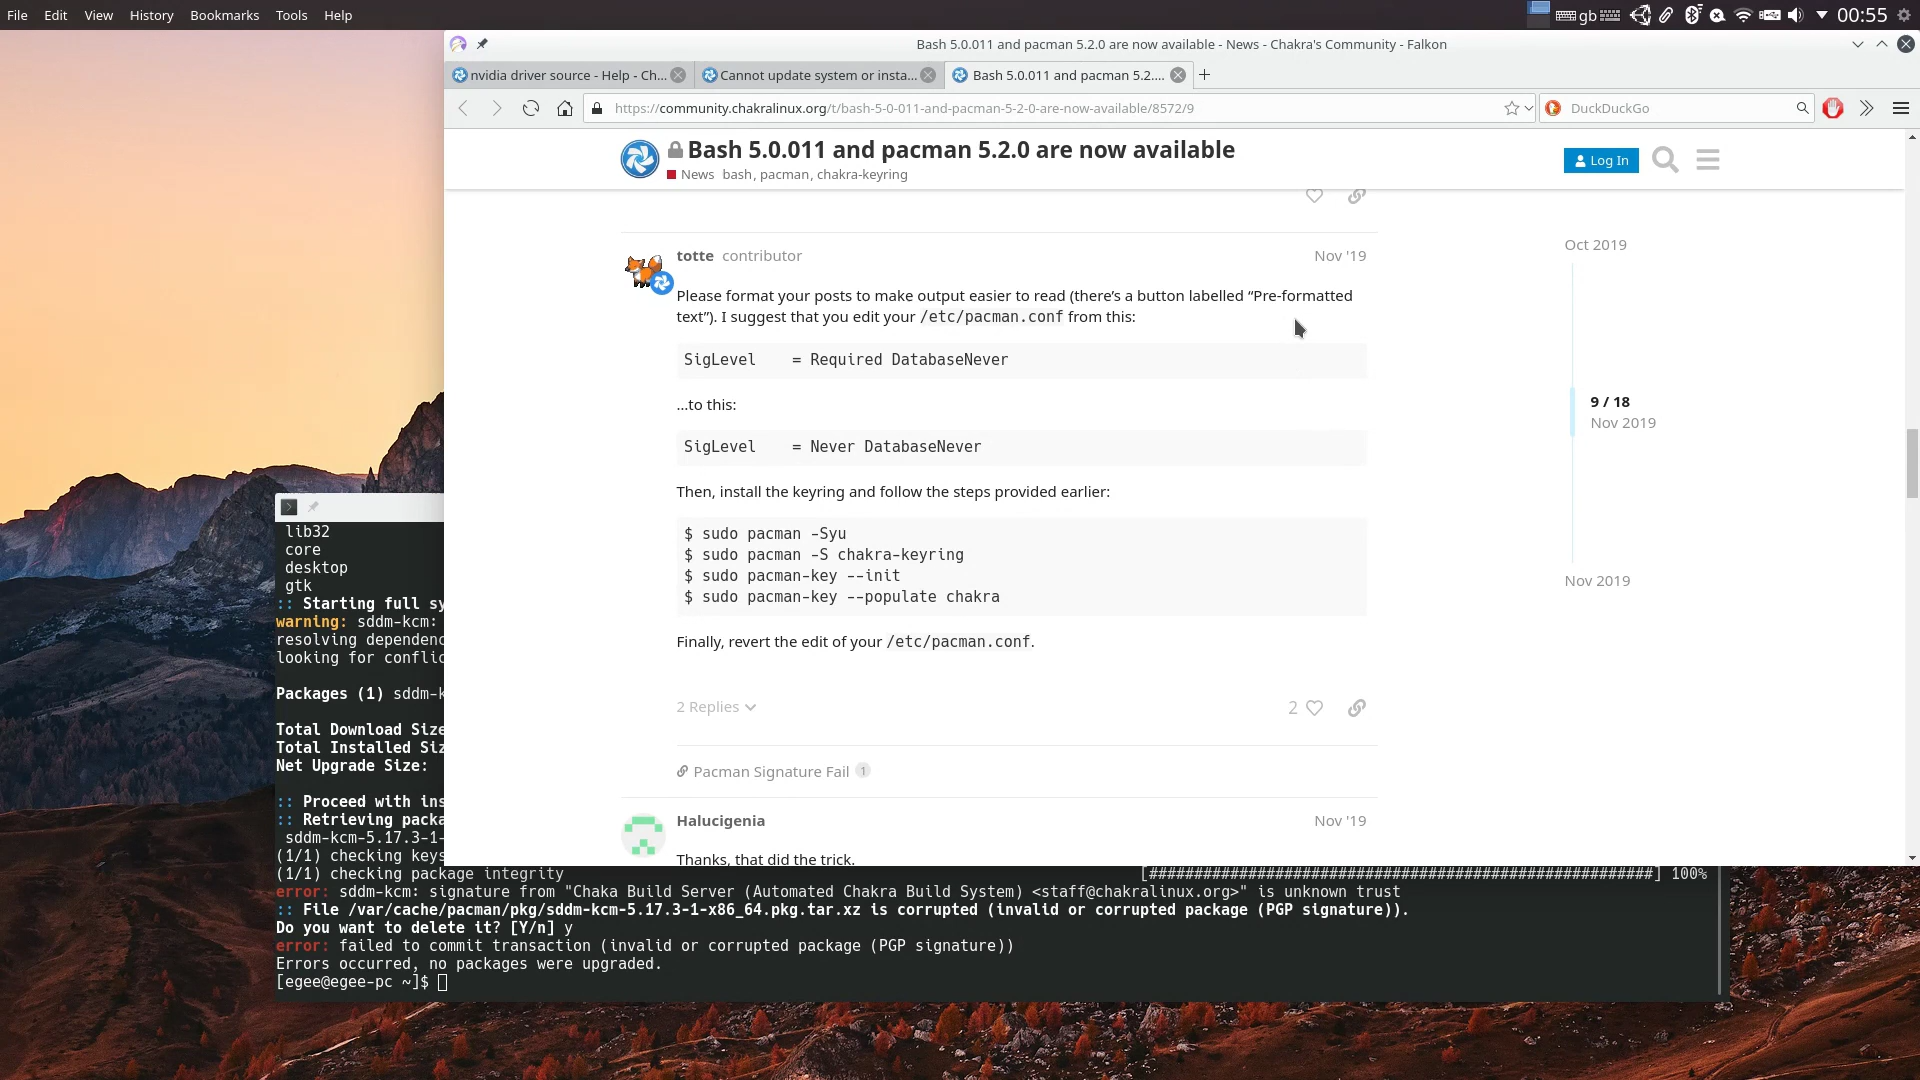 File Edit View History Bookmarks Tools Help
gb 00:55
Bash 5.0.011 and pacman 5.2.0 are now available - News - Chakra's Community - Falkon
nvidia driver source - Help - Ch...
Cannot update system or insta...
Bash 5.0.011 and pacman 5.2....
https://community.chakralinux.org/t/bash-5-0-011-and-pacman-5-2-0-are-now-available/8572/9
DuckDuckGo
Bash 5.0.011 and pacman 5.2.0 are now available
News bash, pacman, chakra-keyring
Log In
totte contributor
Nov '19
Please format your posts to make output easier to read (there's a button labelled “Pre-formatted
text”). I suggest that you edit your /etc/pacman.conf from this:
SigLevel    = Required DatabaseNever
...to this:
SigLevel    = Never DatabaseNever
Then, install the keyring and follow the steps provided earlier:
$ sudo pacman -Syu
$ sudo pacman -S chakra-keyring
$ sudo pacman-key --init
$ sudo pacman-key --populate chakra
Finally, revert the edit of your /etc/pacman.conf.
2 Replies
2
Pacman Signature Fail 1
Halucigenia
Nov '19
Thanks, that did the trick.
Oct 2019
9 / 18
Nov 2019
Nov 2019
lib32
core
desktop
gtk
:: Starting full sy
warning: sddm-kcm:
resolving dependenc
looking for conflic
Packages (1) sddm-k
Total Download Size
Total Installed Siz
Net Upgrade Size:
:: Proceed with ins
:: Retrieving packa
sddm-kcm-5.17.3-1-
(1/1) checking keys
(1/1) checking package integrity [########################################################] 100%
error: sddm-kcm: signature from "Chaka Build Server (Automated Chakra Build System) <staff@chakralinux.org>" is unknown trust
:: File /var/cache/pacman/pkg/sddm-kcm-5.17.3-1-x86_64.pkg.tar.xz is corrupted (invalid or corrupted package (PGP signature)).
Do you want to delete it? [Y/n] y
error: failed to commit transaction (invalid or corrupted package (PGP signature))
Errors occurred, no packages were upgraded.
[egee@egee-pc ~]$